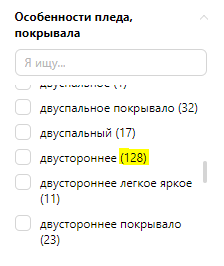 Особенности пледа,
покрывала
Я ищу...
двуспальное покрывало (32)
двуспальный (17)
двустороннее (128)
двустороннее легкое яркое
(11)
двустороннее покрывало
(23)